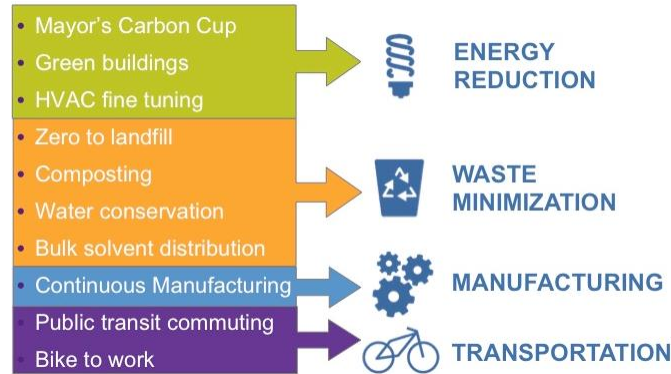 • Mayor’s Carbon Cup
• Green buildings
• HVAC fine tuning
ENERGY
REDUCTION
• Zero to landfill
• Composting
• Water conservation
• Bulk solvent distribution
WASTE
MINIMIZATION
• Continuous Manufacturing
MANUFACTURING
• Public transit commuting
• Bike to work
TRANSPORTATION